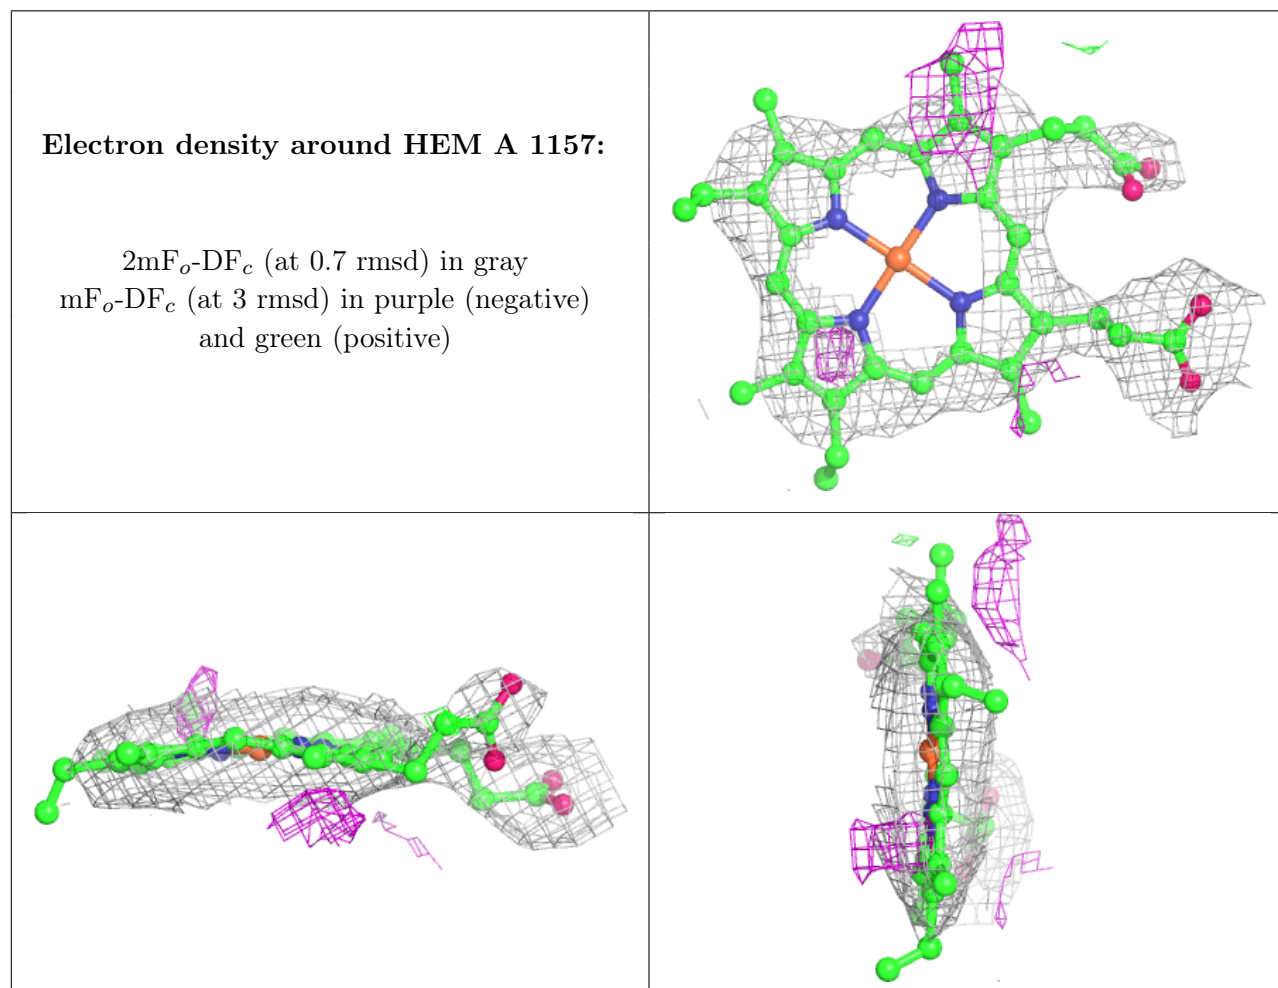 Electron density around HEM A 1157:
2mFo-DFc (at 0.7 rmsd) in gray
mFo-DFc (at 3 rmsd) in purple (negative)
and green (positive)